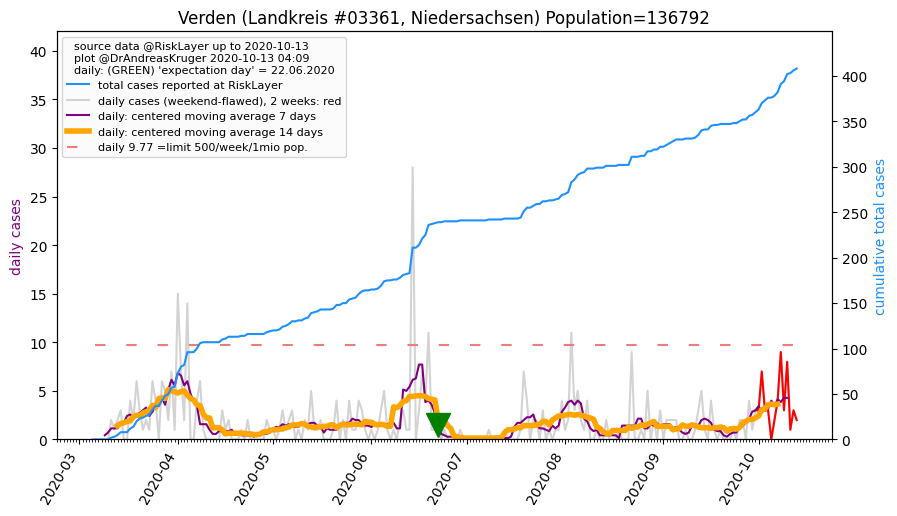 Verden (Landkreis #03361, Niedersachsen) Population=136792
source data @RiskLayer up to 2020-10-13
plot @DrAndreasKruger 2020-10-13 04:09
daily: (GREEN) 'expectation day' = 22.06.2020
total cases reported at RiskLayer
daily cases (weekend-flawed), 2 weeks: red
daily: centered moving average 7 days
daily: centered moving average 14 days
daily 9.77 =limit 500/week/1mio pop.
daily cases
40
35
30
25
20
15
10
5
0
cumulative total cases
400
350
300
250
200
150
100
50
0
2020-03
2020-04
2020-05
2020-06
2020-07
2020-08
2020-09
2020-10